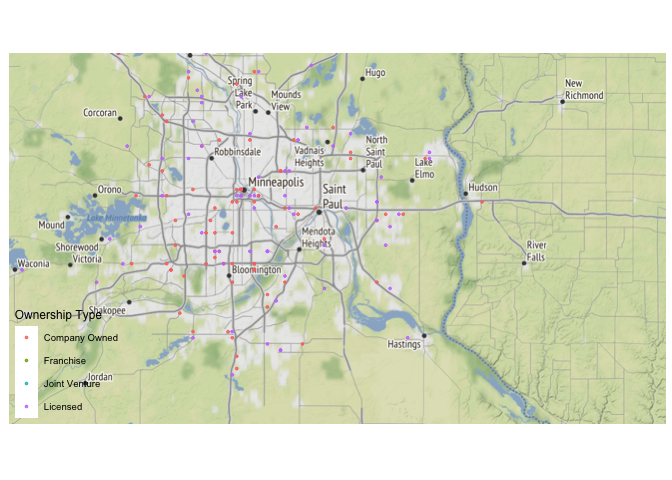 Hugo
New
Richmond
Spring
Lake
Park
Mounds
View
Corcoran
Robbinsdale
Vadnais
Heights
North
Saint
Paul
Lake
Elmo
Minneapolis
Saint
Paul
Hudson
Orono
Lake Minnetonka
Mound
Shorewood
Victoria
Waconia
Mendota
Heights
River
Falls
Bloomington
Shakopee
Hastings
Jordan
Ownership Type
Company Owned
Franchise
Joint Venture
Licensed